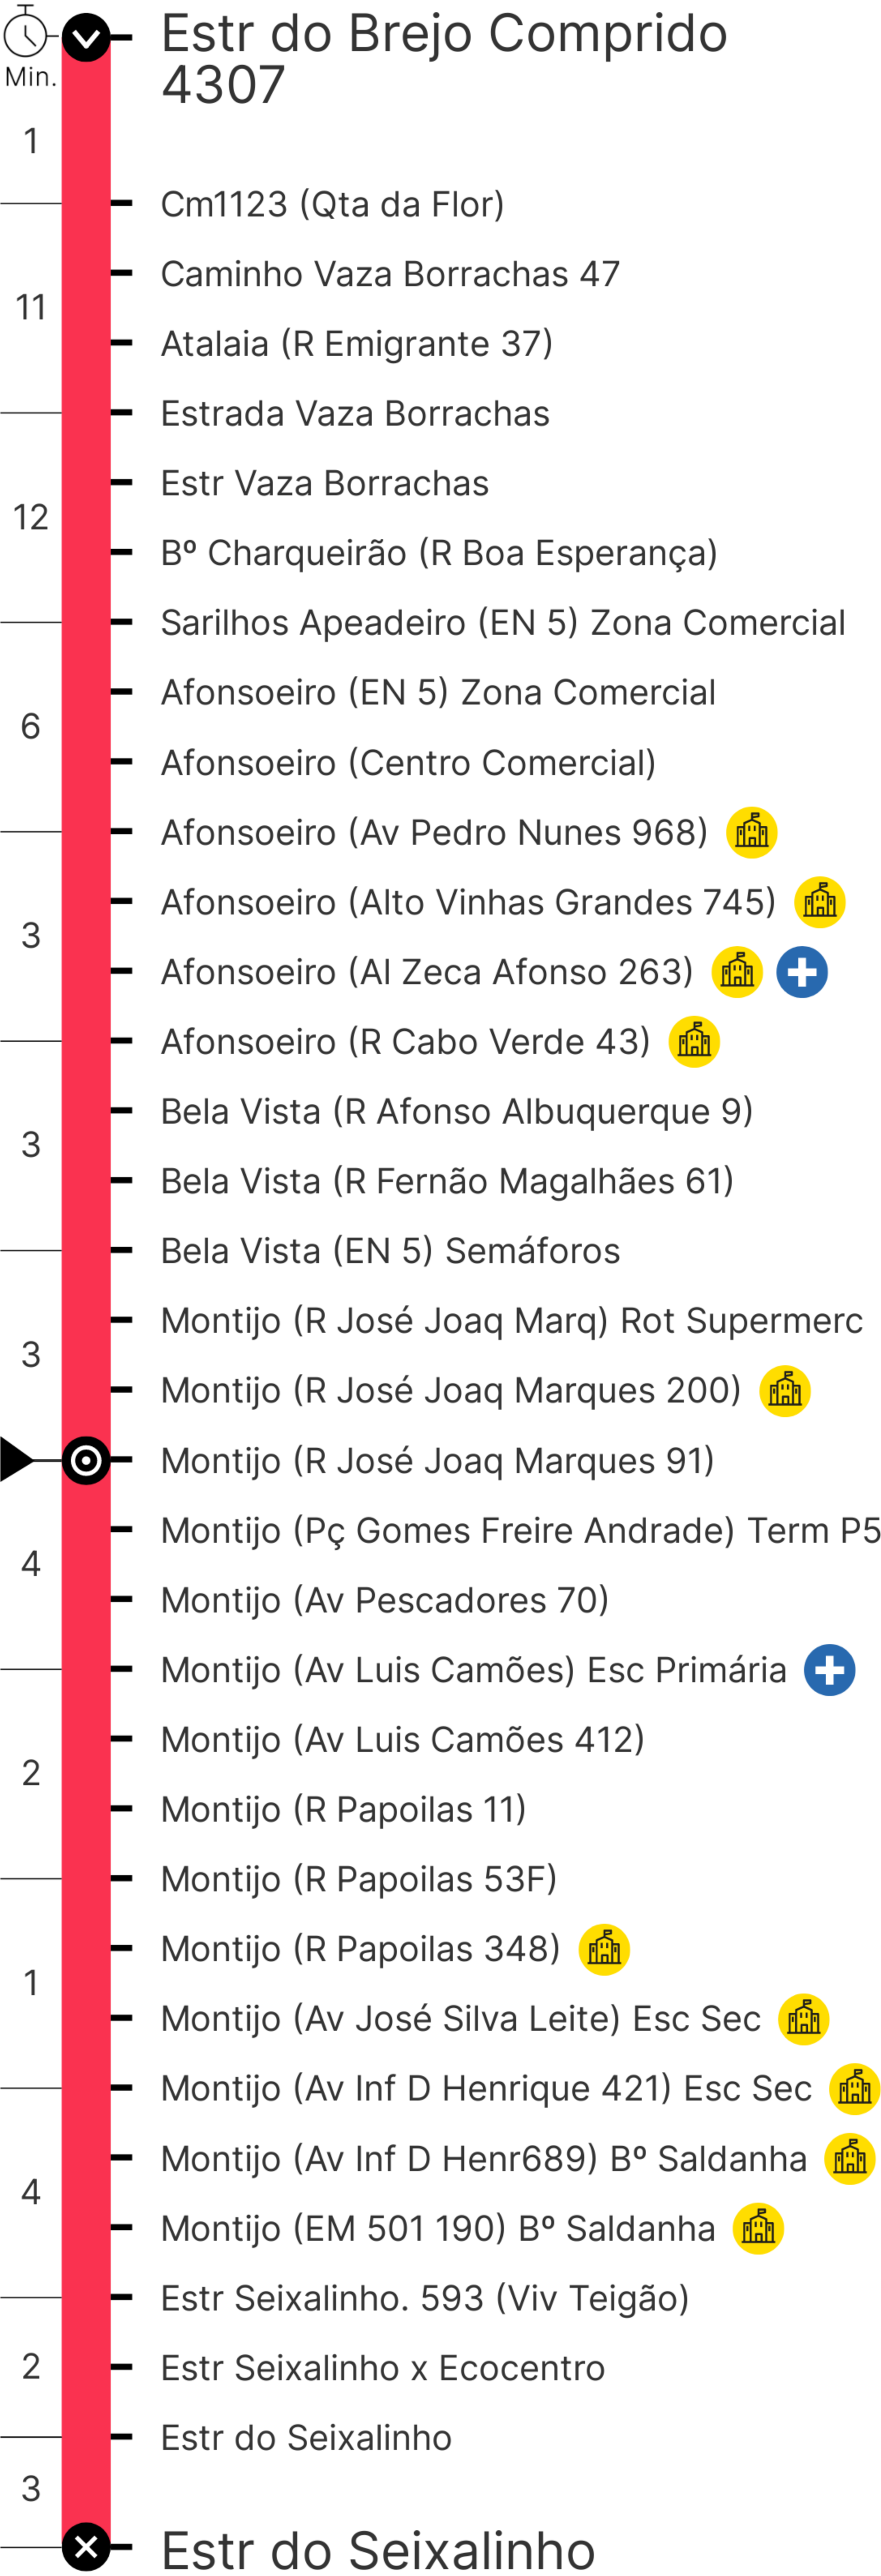 Estr do Brejo Comprido
4307
Min.
1
Cm1123 (Qta da Flor)
Caminho Vaza Borrachas 47
11
Atalaia (R Emigrante 37)
Estrada Vaza Borrachas
Estr Vaza Borrachas
12
Bº Charqueirão (R Boa Esperança)
Sarilhos Apeadeiro (EN 5) Zona Comercial
Afonsoeiro (EN 5) Zona Comercial
6
Afonsoeiro (Centro Comercial)
Afonsoeiro (Av Pedro Nunes 968)
Afonsoeiro (Alto Vinhas Grandes 745)
3
Afonsoeiro (Al Zeca Afonso 263)
Afonsoeiro (R Cabo Verde 43)
Bela Vista (R Afonso Albuquerque 9)
3
Bela Vista (R Fernão Magalhães 61)
Bela Vista (EN 5) Semáforos
Montijo (R José Joaq Marq) Rot Supermerc
3
Montijo (R José Joaq Marques 200)
Montijo (R José Joaq Marques 91)
Montijo (Pç Gomes Freire Andrade) Term P5
4
Montijo (Av Pescadores 70)
Montijo (Av Luis Camões) Esc Primária
Montijo (Av Luis Camões 412)
2
Montijo (R Papoilas 11)
Montijo (R Papoilas 53F)
Montijo (R Papoilas 348)
1
Montijo (Av José Silva Leite) Esc Sec
Montijo (Av Inf D Henrique 421) Esc Sec
Montijo (Av Inf D Henr689) Bº Saldanha
4
Montijo (EM 501 190) Bº Saldanha
Estr Seixalinho. 593 (Viv Teigão)
2
Estr Seixalinho x Ecocentro
Estr do Seixalinho
3
Estr do Seixalinho